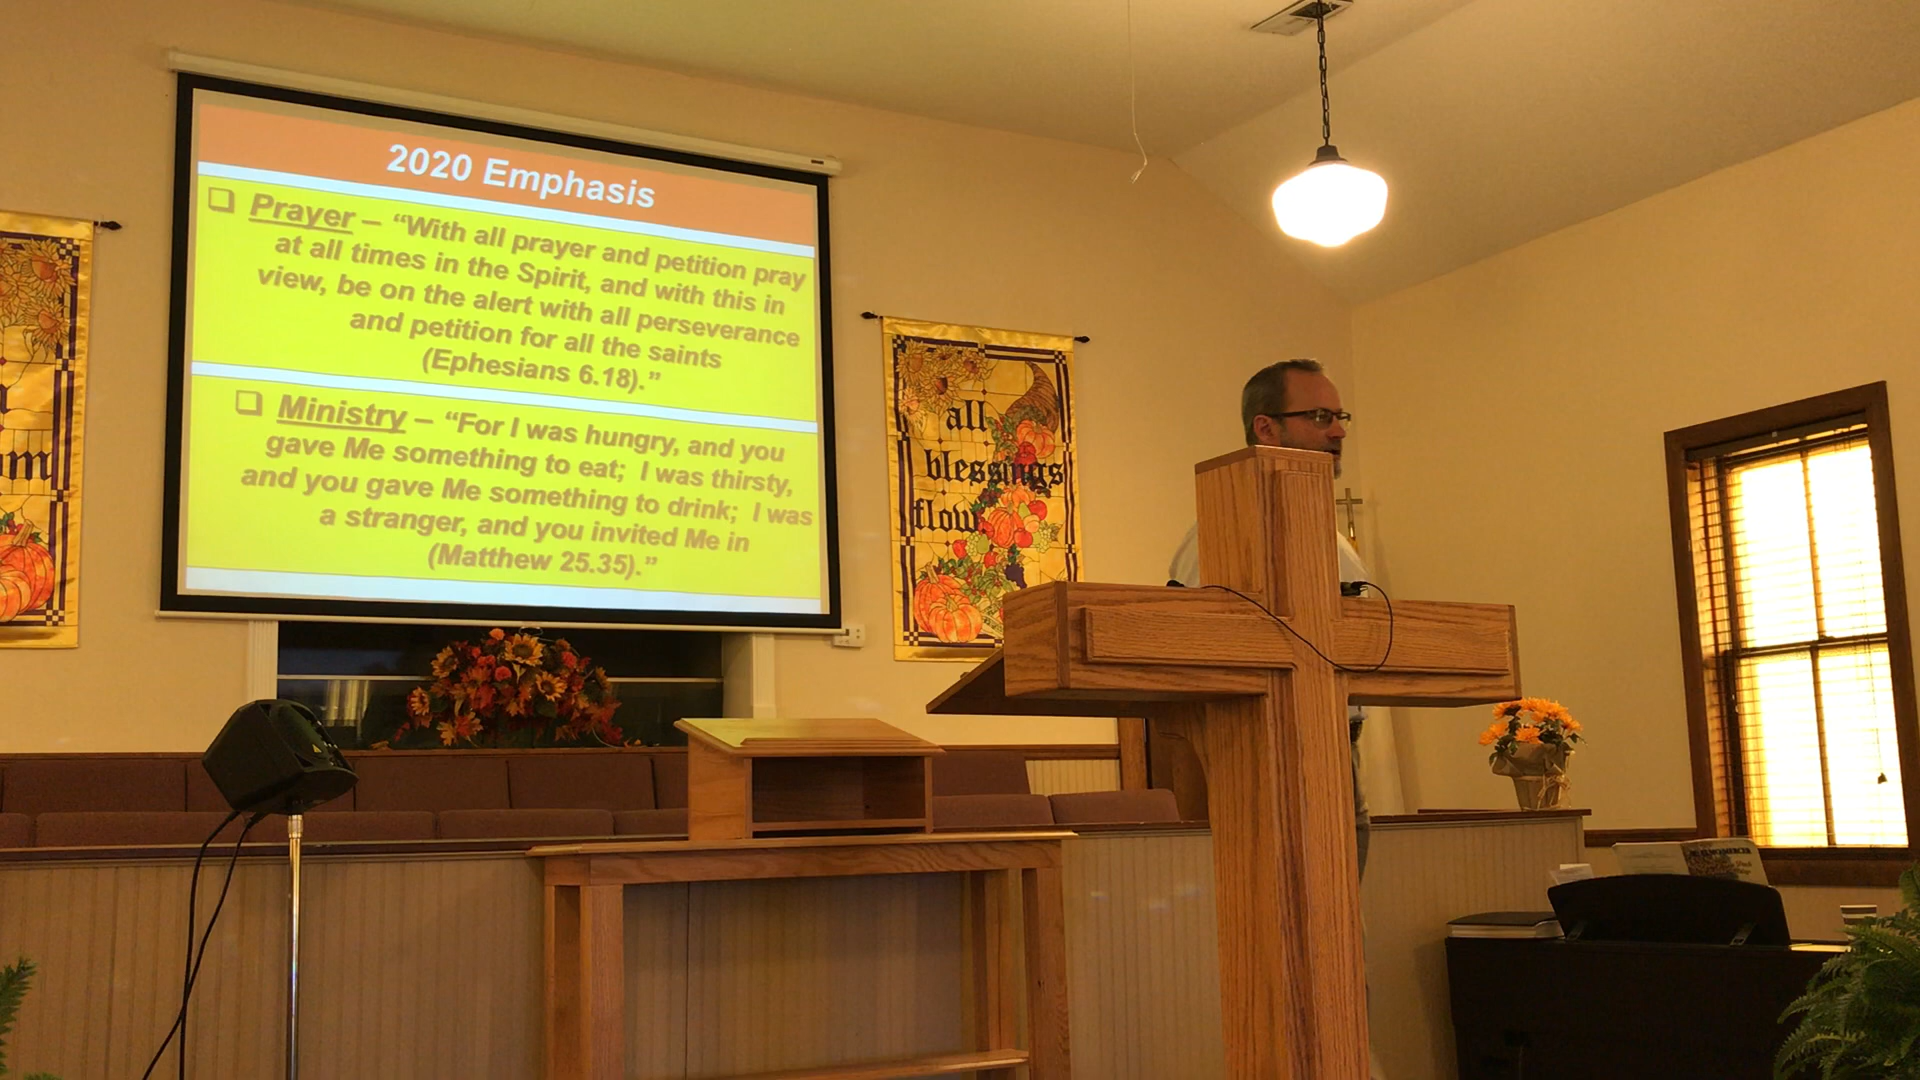 2020 Emphasis
❑ Prayer – “With all prayer and petition pray
at all times in the Spirit, and with this in
view, be on the alert with all perseverance
and petition for all the saints
(Ephesians 6.18).”
❑ Ministry – “For I was hungry, and you
gave Me something to eat; I was thirsty,
and you gave Me something to drink; I was
a stranger, and you invited Me in
(Matthew 25.35).”
all
blessings
flow